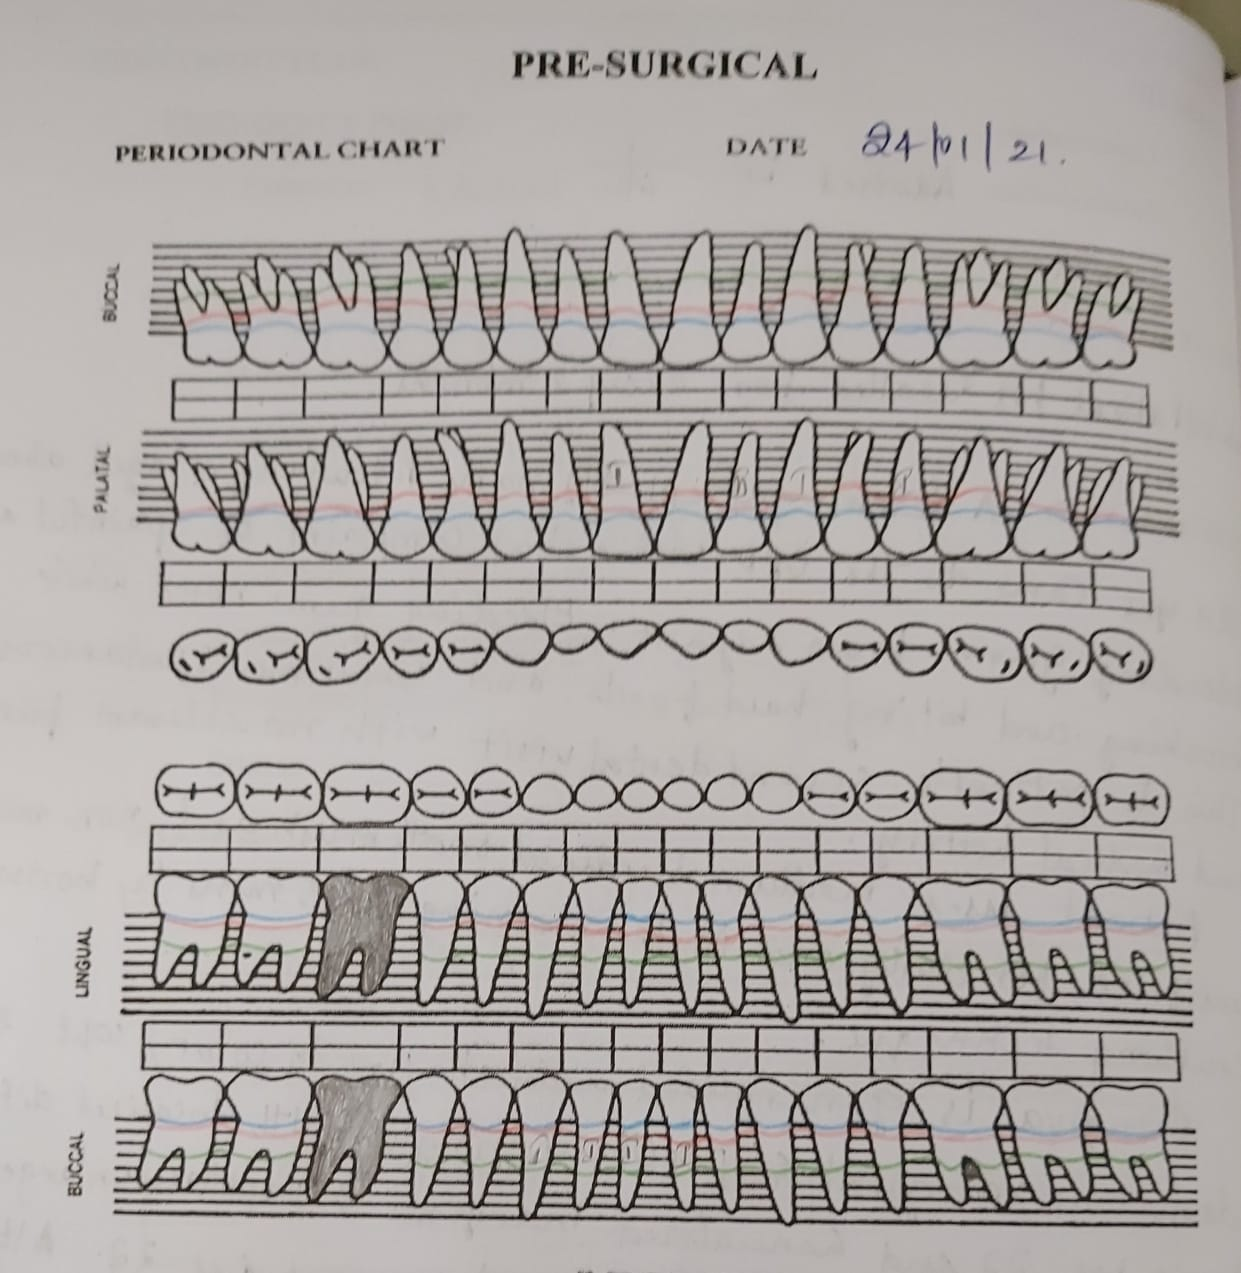 PRE-SURGICAL
PERIODONTAL CHART DATE 24/01/21.
BUCCAL
PALATAL
I
I
I
LINGUAL
BUCCAL
I
I
I
I